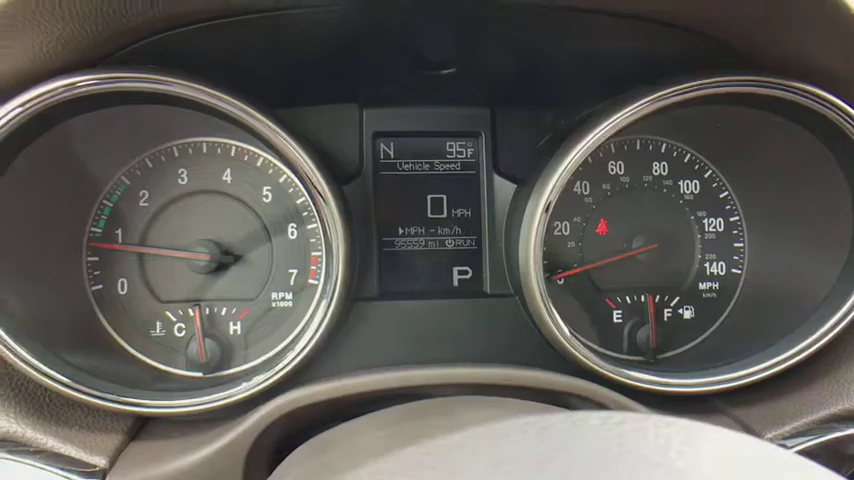 0
1
2
3
4
5
6
7
RPM
x1000
C
H
N 95°F
Vehicle Speed
0 MPH
MPH - km/h
95559 mi RUN
P
20
40
60
80
100
120
140
MPH
km/h
E
F